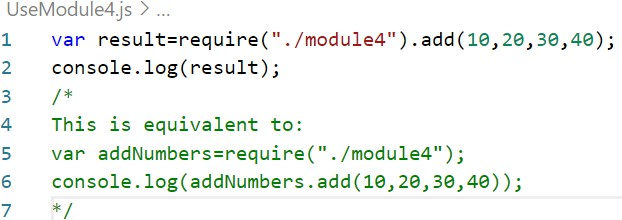 UseModule4.js > ...
1 var result=require("./module4").add(10,20,30,40);
2 console.log(result);
3 /*
4 This is equivalent to:
5 var addNumbers=require("./module4");
6 console.log(addNumbers.add(10,20,30,40));
7 */